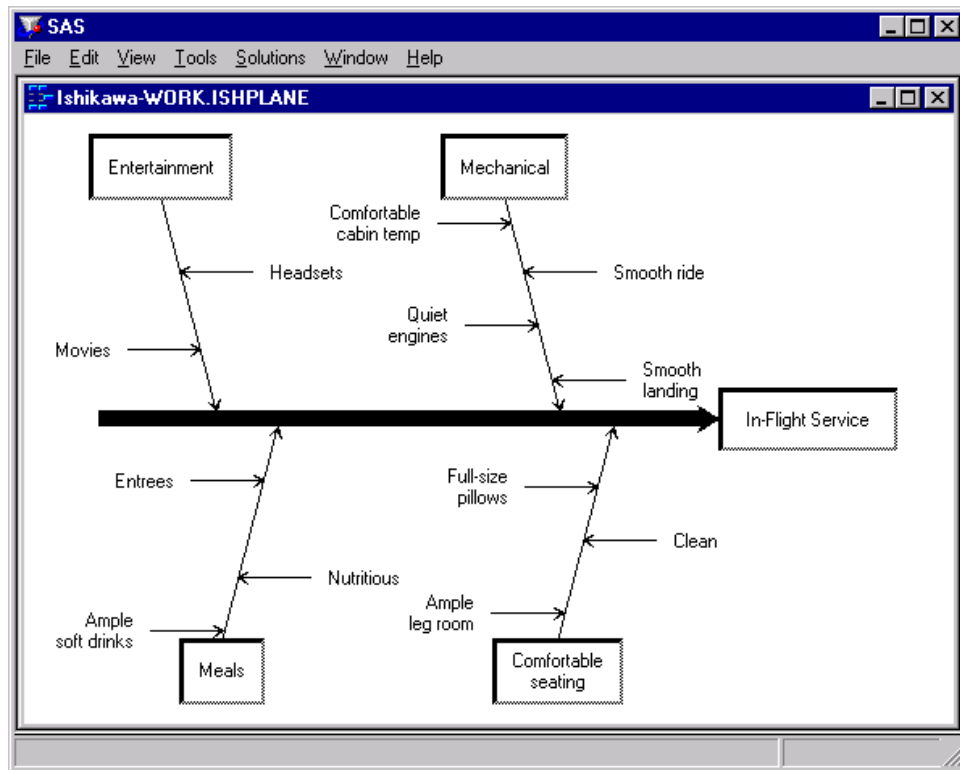 SAS
File Edit View Tools Solutions Window Help
Ishikawa-WORK.ISHPLANE
Entertainment
Mechanical
Comfortable
cabin temp
Headsets
Smooth ride
Quiet
engines
Movies
Smooth
landing
In-Flight Service
Entrees
Full-size
pillows
Clean
Nutritious
Ample
soft drinks
Ample
leg room
Meals
Comfortable
seating